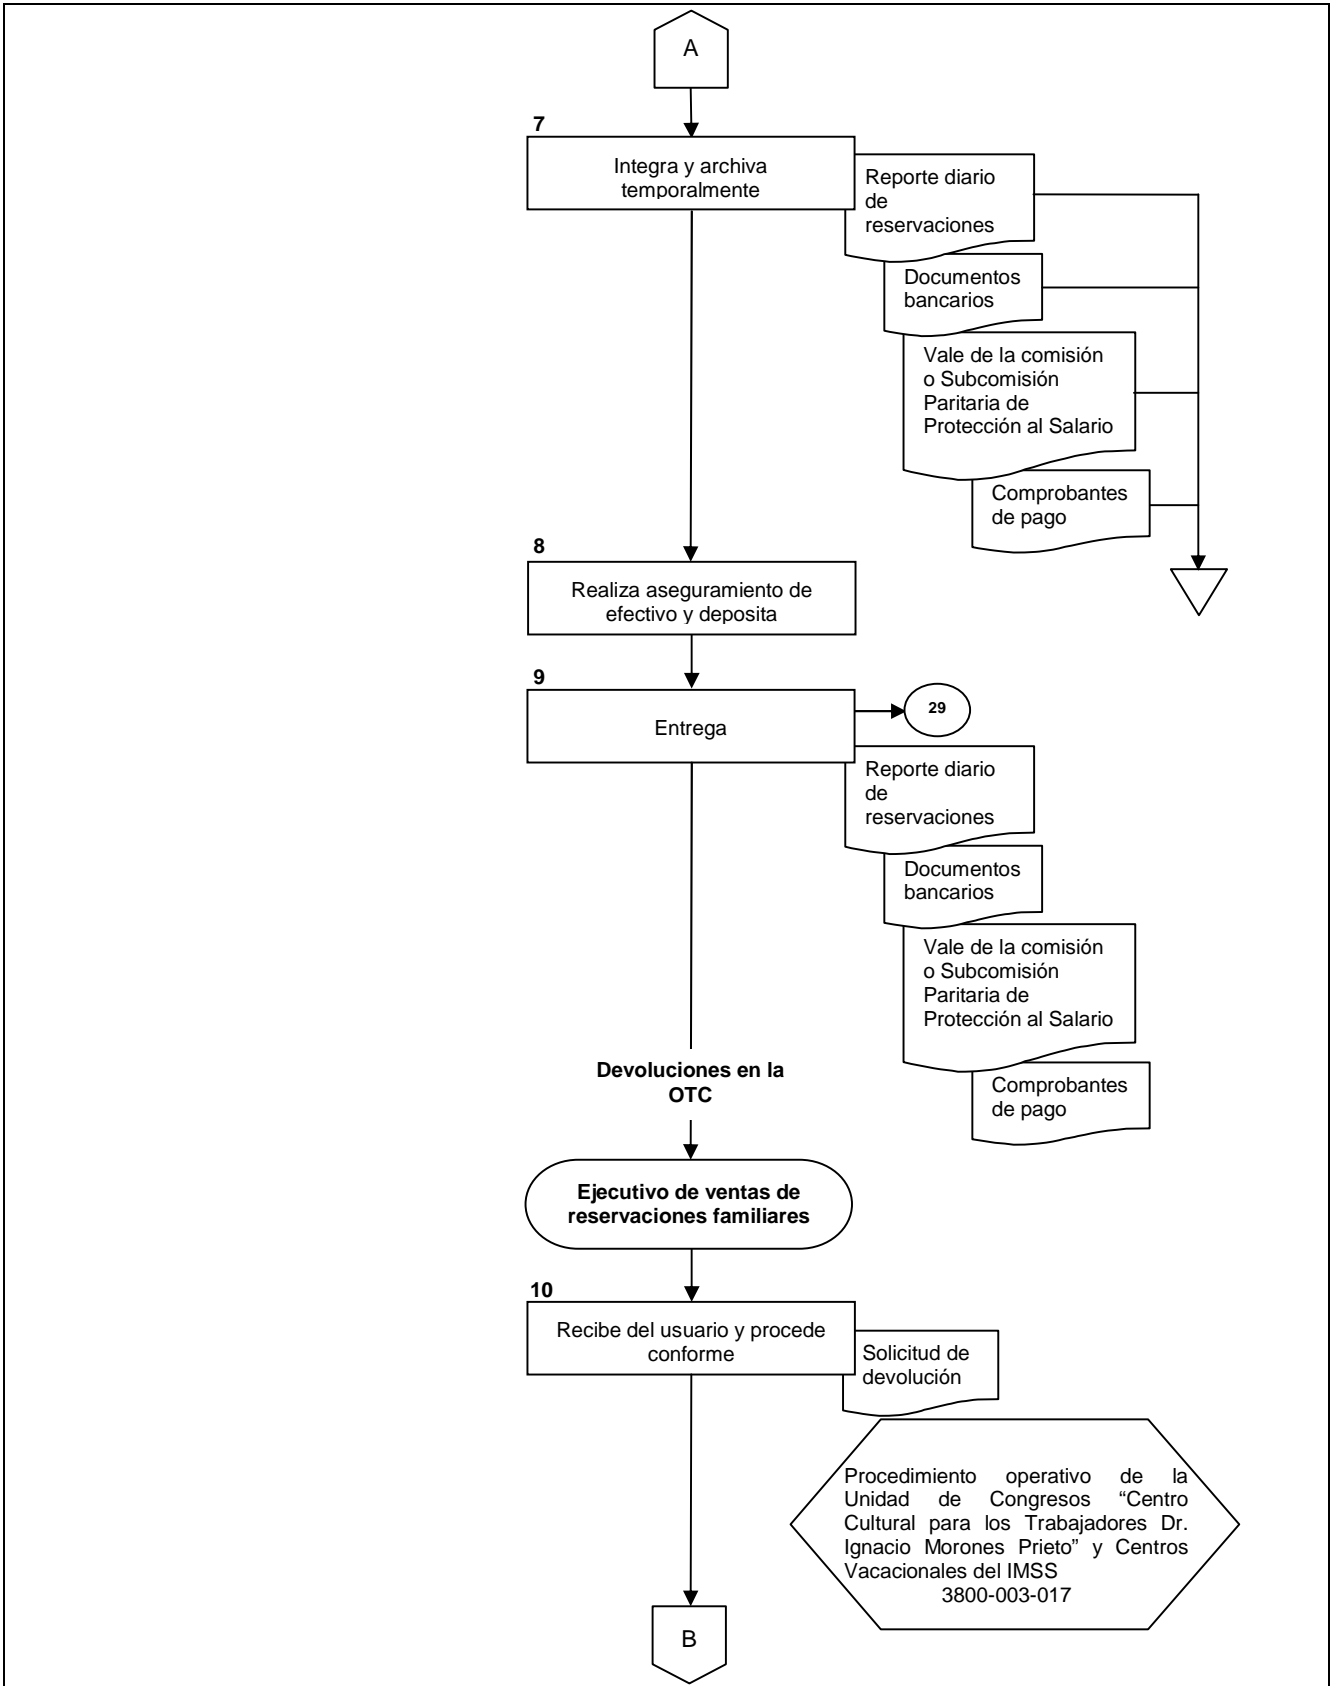 A
7
Integra y archiva
temporalmente
Reporte diario
de
reservaciones
Documentos
bancarios
Vale de la comisión
o Subcomisión
Paritaria de
Protección al Salario
Comprobantes
de pago
8
Realiza aseguramiento de
efectivo y deposita
9
Entrega
29
Reporte diario
de
reservaciones
Documentos
bancarios
Vale de la comisión
o Subcomisión
Paritaria de
Protección al Salario
Comprobantes
de pago
Devoluciones en la
OTC
Ejecutivo de ventas de
reservaciones familiares
10
Recibe del usuario y procede
conforme
Solicitud de
devolución
Procedimiento operativo de la
Unidad de Congresos “Centro
Cultural para los Trabajadores Dr.
Ignacio Morones Prieto” y Centros
Vacacionales del IMSS
3800-003-017
B